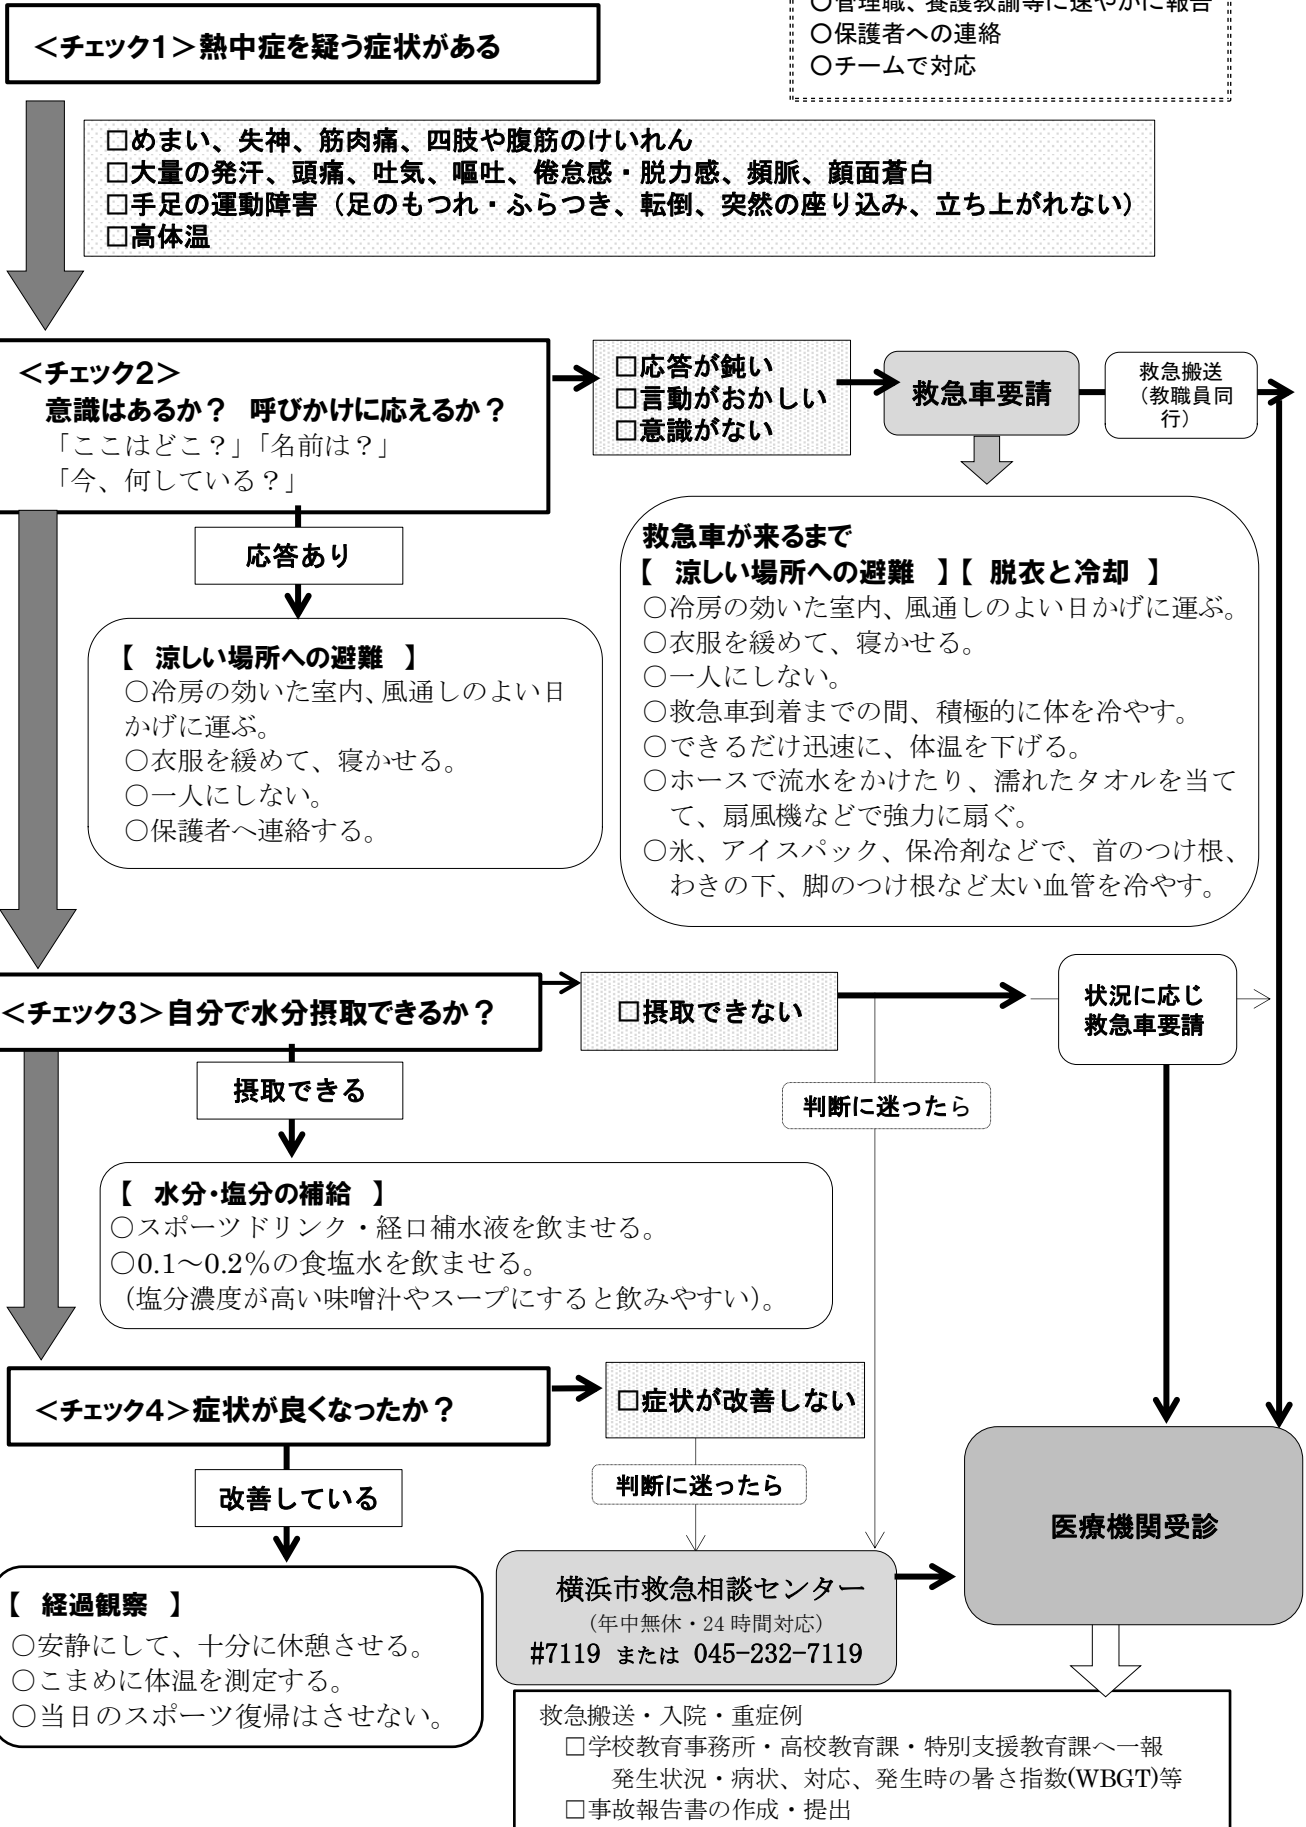 ○管理職、養護教諭等に速やかに報告
○保護者への連絡
○チームで対応
＜チェック1＞熱中症を疑う症状がある
□めまい、失神、筋肉痛、四肢や腹筋のけいれん
□大量の発汗、頭痛、吐気、嘔吐、倦怠感・脱力感、頻脈、顔面蒼白
□手足の運動障害（足のもつれ・ふらつき、転倒、突然の座り込み、立ち上がれない）
□高体温
＜チェック2＞
意識はあるか？　呼びかけに応えるか？
「ここはどこ？」「名前は？」
「今、何している？」
□応答が鈍い
□言動がおかしい
□意識がない
救急車要請
救急搬送
（教職員同
行）
応答あり
【　涼しい場所への避難　】
○冷房の効いた室内、風通しのよい日
かげに運ぶ。
○衣服を緩めて、寝かせる。
○一人にしない。
○保護者へ連絡する。
救急車が来るまで
【　涼しい場所への避難　】【　脱衣と冷却　】
○冷房の効いた室内、風通しのよい日かげに運ぶ。
○衣服を緩めて、寝かせる。
○一人にしない。
○救急車到着までの間、積極的に体を冷やす。
○できるだけ迅速に、体温を下げる。
○ホースで流水をかけたり、濡れたタオルを当て
て、扇風機などで強力に扇ぐ。
○氷、アイスパック、保冷剤などで、首のつけ根、
わきの下、脚のつけ根など太い血管を冷やす。
＜チェック3＞自分で水分摂取できるか？
□摂取できない
状況に応じ
救急車要請
摂取できる
判断に迷ったら
【　水分・塩分の補給　】
○スポーツドリンク・経口補水液を飲ませる。
○0.1～0.2％の食塩水を飲ませる。
（塩分濃度が高い味噌汁やスープにすると飲みやすい）。
＜チェック4＞症状が良くなったか？
□症状が改善しない
改善している
判断に迷ったら
医療機関受診
【　経過観察　】
○安静にして、十分に休憩させる。
○こまめに体温を測定する。
○当日のスポーツ復帰はさせない。
横浜市救急相談センター
（年中無休・24時間対応）
#7119 または 045-232-7119
救急搬送・入院・重症例
□学校教育事務所・高校教育課・特別支援教育課へ一報
発生状況・病状、対応、発生時の暑さ指数(WBGT)等
□事故報告書の作成・提出